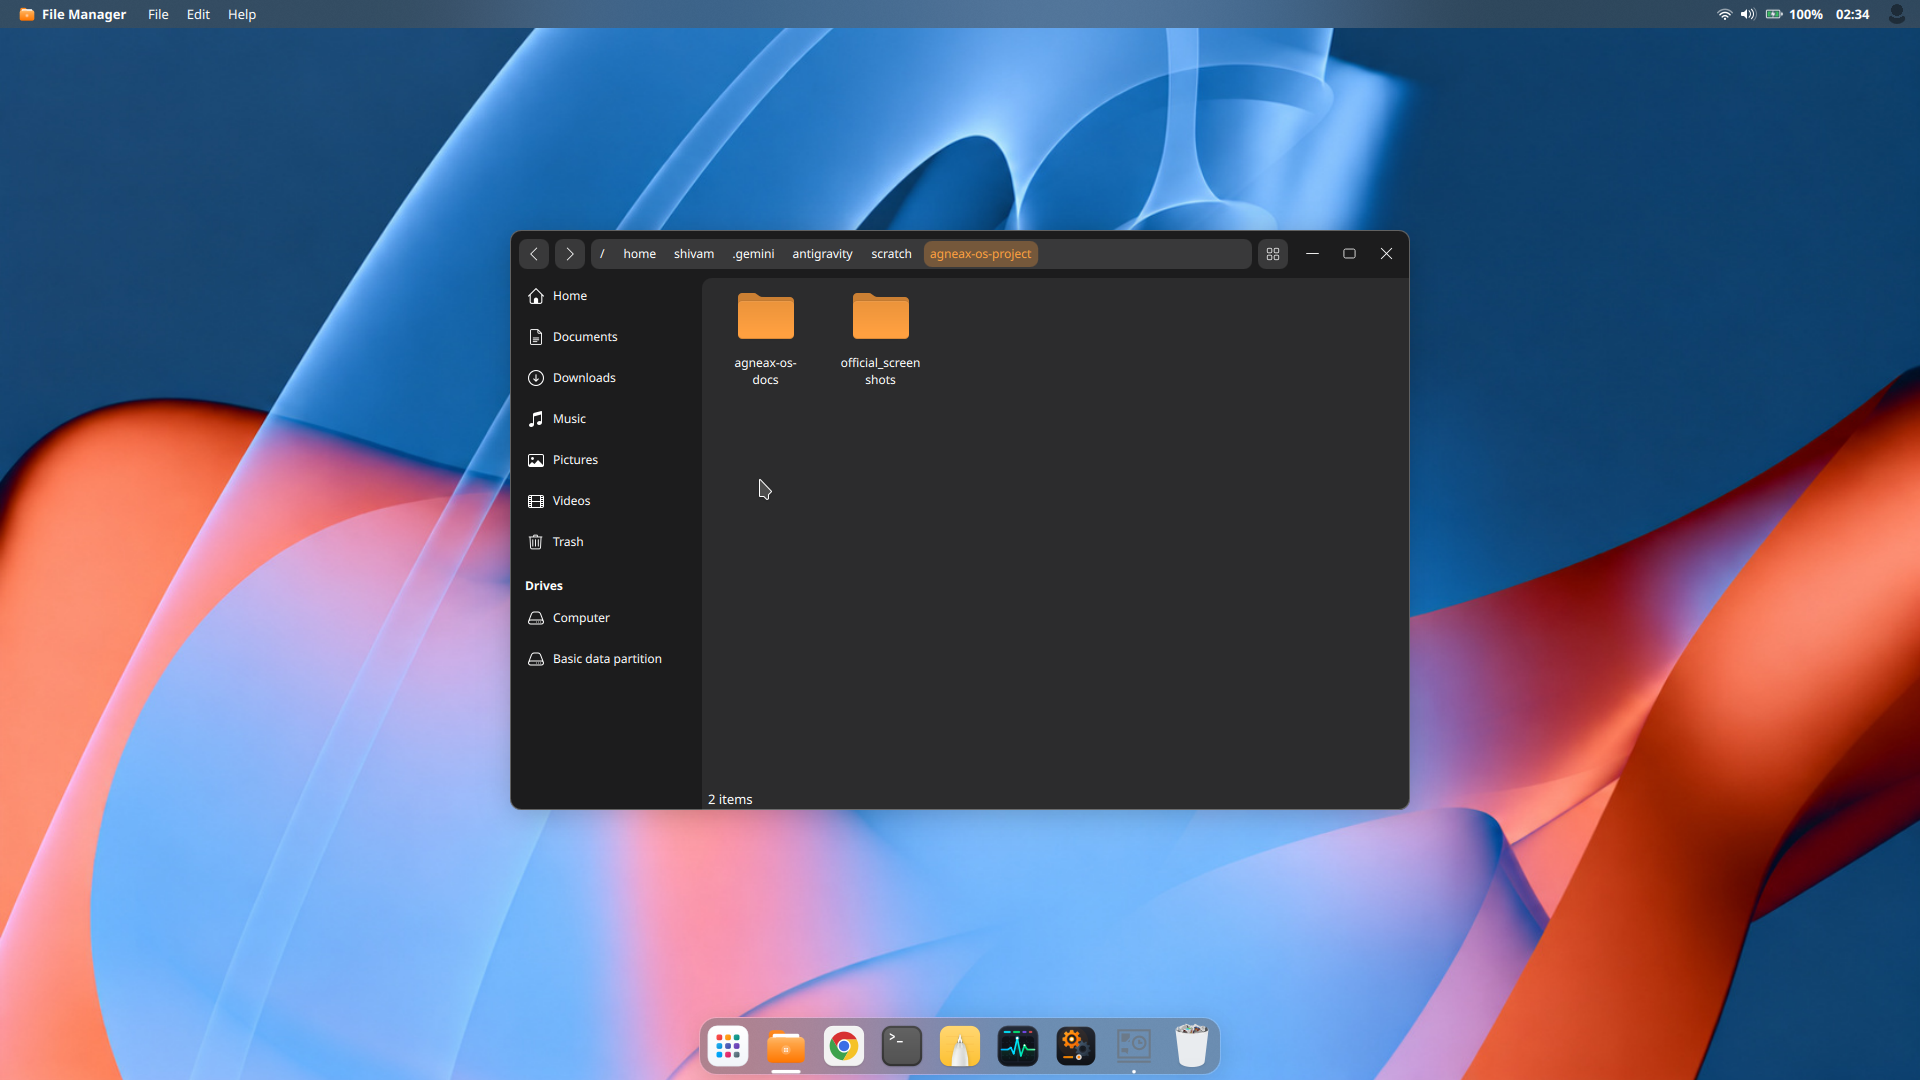 File Manager File Edit Help 100% 02:34
/ home shivam .gemini antigravity scratch agneax-os-project
Home
Documents
Downloads
Music
Pictures
Videos
Trash
Drives
Computer
Basic data partition
agneax-os-
docs
official_screen
shots
2 items
>_